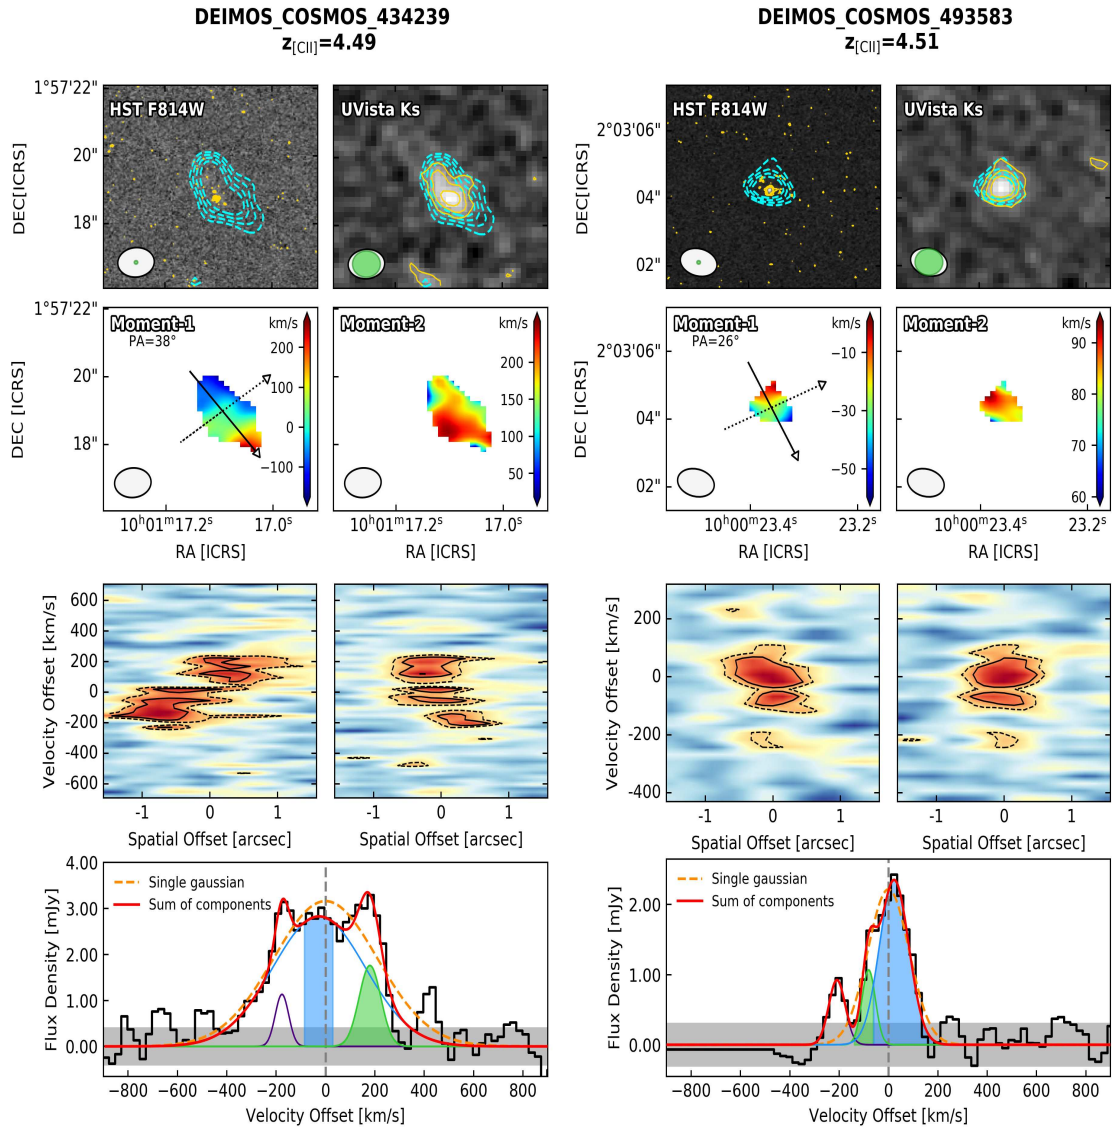 DEIMOS_COSMOS_434239
z[CII]=4.49
DEIMOS_COSMOS_493583
z[CII]=4.51
HST F814W
UVista Ks
1°57'22"
20"
18"
DEC[ICRS]
HST F814W
UVista Ks
2°03'06"
04"
02"
DEC[ICRS]
Moment-1
PA=38°
km/s
200
100
0
−100
Moment-2
km/s
200
150
100
50
1°57'22"
20"
18"
DEC [ICRS]
10h01m17.2s
17.0s
17.0s
RA [ICRS]
RA [ICRS]
Moment-1
PA=26°
km/s
−10
−30
−50
Moment-2
km/s
90
80
70
60
2°03'06"
04"
02"
DEC [ICRS]
10h00m23.4s
23.2s
10h00m23.4s
23.2s
RA [ICRS]
RA [ICRS]
600
400
200
0
-200
-400
-600
Velocity Offset [km/s]
-1 0 1
-1 0 1
Spatial Offset [arcsec]
Spatial Offset [arcsec]
200
0
-200
-400
Velocity Offset [km/s]
-1 0 1
-1 0 1
Spatial Offset [arcsec]
Spatial Offset [arcsec]
4.00
3.00
2.00
1.00
0.00
Flux Density [mJy]
Single gaussian
Sum of components
−800 −600 −400 −200 0 200 400 600 800
Velocity Offset [km/s]
2.00
1.00
0.00
Flux Density [mJy]
Single gaussian
Sum of components
−800 −600 −400 −200 0 200 400 600 800
Velocity Offset [km/s]